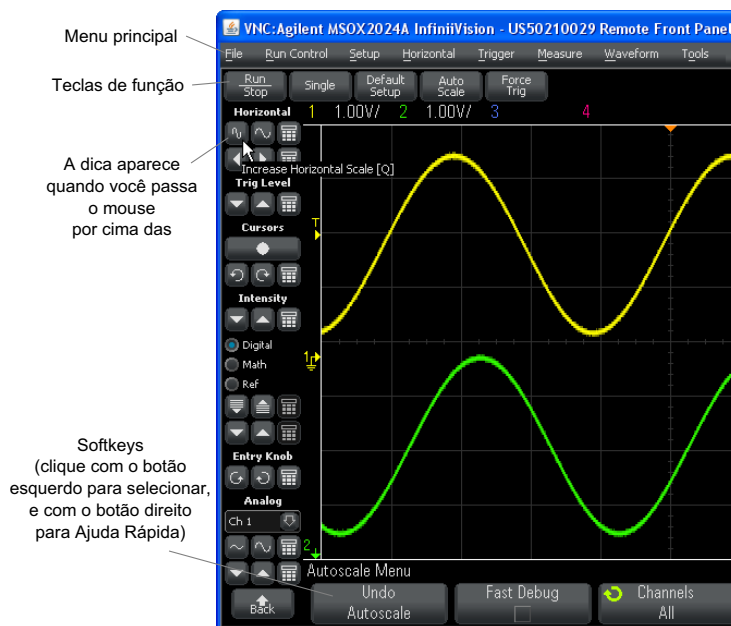 VNC:Agilent MSOX2024A InfiniiVision - US50210029 Remote Front Panel
Menu principal
File Run Control Setup Horizontal Trigger Measure Waveform Tools
Teclas de função
Run
Stop
Single
Default
Setup
Auto
Scale
Force
Trig
Horizontal
1 1.00V/ 2 1.00V/ 3 4
A dica aparece
quando você passa
o mouse
por cima das
Increase Horizontal Scale [Q]
Trig Level
T
Cursors
Intensity
Digital
Math
Ref
1
Softkeys
(clique com o botão
esquerdo para selecionar,
e com o botão direito
para Ajuda Rápida)
Entry Knob
Analog
Ch 1
2
Autoscale Menu
Back
Undo
Autoscale
Fast Debug
Channels
All